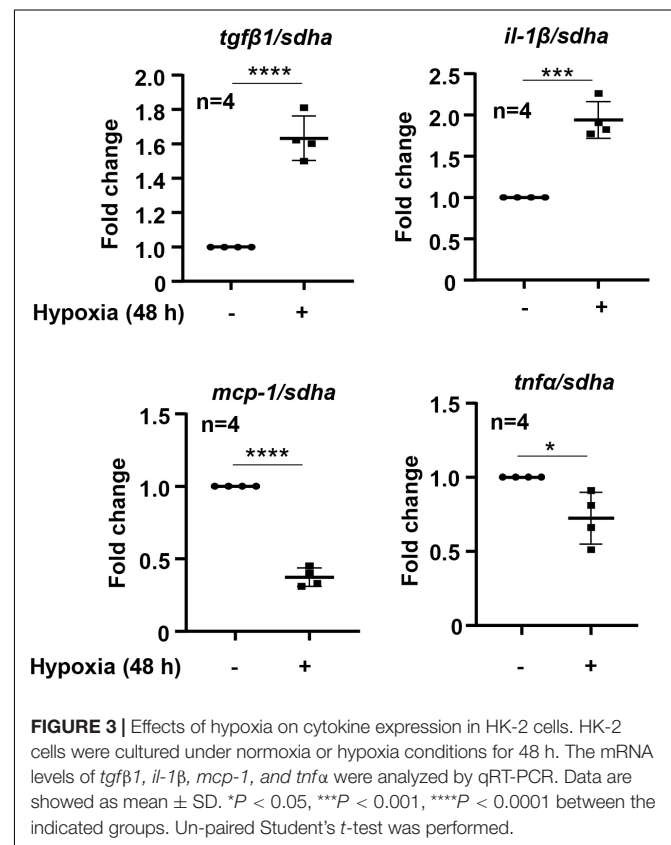 tgfβ1/sdha
****
n=4
Fold change
2.0
1.8
1.6
1.4
1.2
1.0
0
Hypoxia (48 h) - +
il-1β/sdha
***
n=4
Fold change
2.5
2.0
1.5
1.0
0.5
0
- +
mcp-1/sdha
n=4
****
Fold change
1.5
1.0
0.5
0
Hypoxia (48 h) - +
tnfα/sdha
n=4
*
Fold change
1.5
1.0
0.5
0
- +
FIGURE 3 | Effects of hypoxia on cytokine expression in HK-2 cells. HK-2
cells were cultured under normoxia or hypoxia conditions for 48 h. The mRNA
levels of tgfβ1, il-1β, mcp-1, and tnfα were analyzed by qRT-PCR. Data are
showed as mean ± SD. *P < 0.05, ***P < 0.001, ****P < 0.0001 between the
indicated groups. Un-paired Student's t-test was performed.